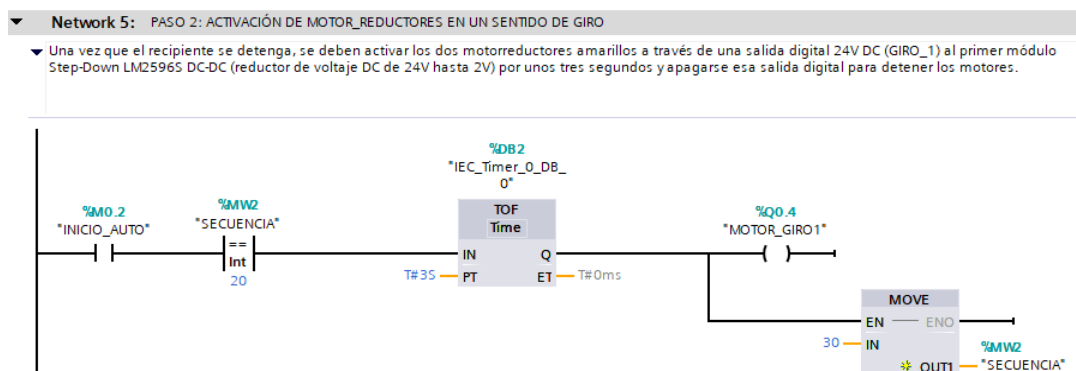 Network 5: PASO 2: ACTIVACIÓN DE MOTOR_REDUCTORES EN UN SENTIDO DE GIRO
Una vez que el recipiente se detenga, se deben activar los dos motorreductores amarillos a través de una salida digital 24V DC (GIRO_1) al primer módulo
Step-Down LM2596S DC-DC (reductor de voltaje DC de 24V hasta 2V) por unos tres segundos y apagarse esa salida digital para detener los motores.
%DB2
"IEC_Timer_0_DB_
0"
%M0.2
"INICIO_AUTO"
%MW2
"SECUENCIA"
==
Int
20
TOF
Time
IN Q
T#3S PT ET T#0ms
%Q0.4
"MOTOR_GIRO1"
MOVE
EN ENO
30 IN
%MW2
OUT1 "SECUENCIA"